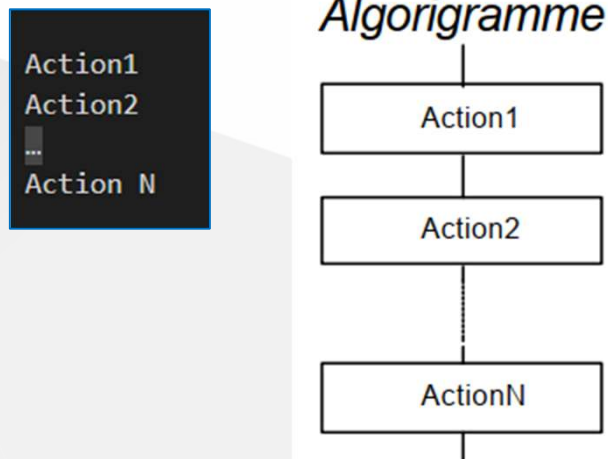 Action1
Action2
…
Action N
Algorigramme
Action1
Action2
ActionN